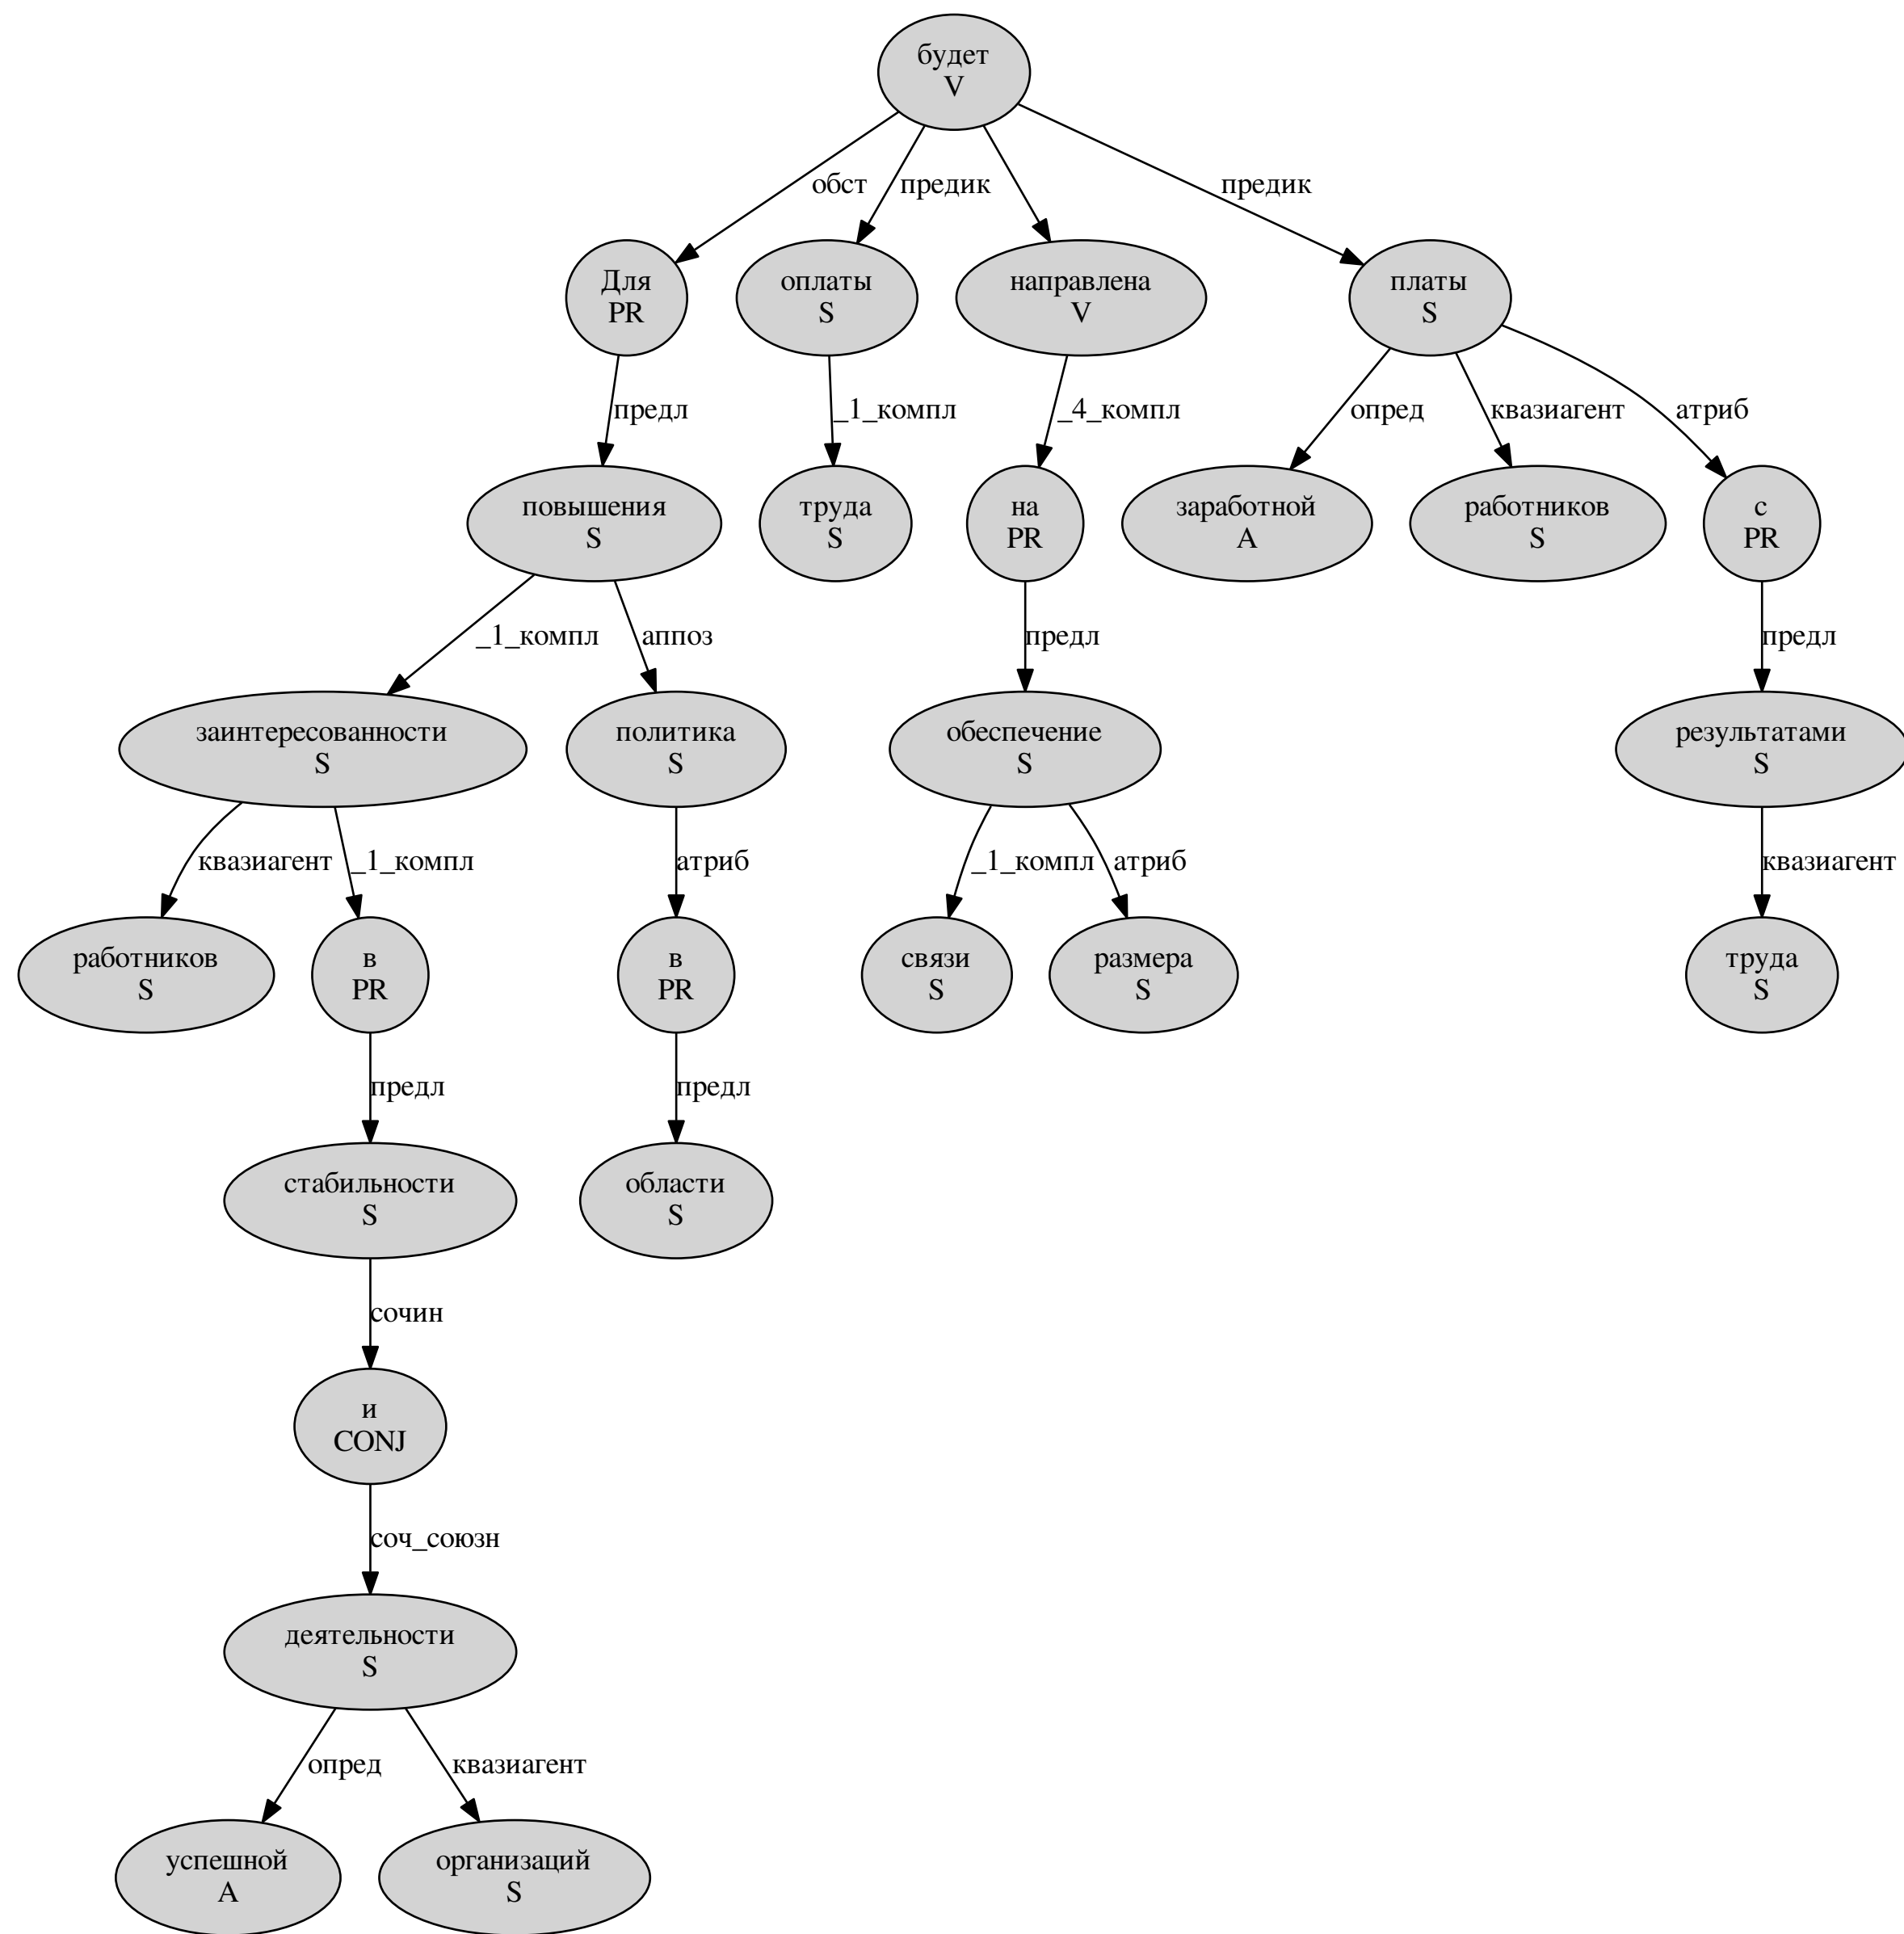 будет
V
обст
предик
предик
Для
PR
оплаты
S
направлена
V
платы
S
предл
_1_компл
_4_компл
опред
квазиагент
атриб
повышения
S
труда
S
на
PR
заработной
A
работников
S
с
PR
_1_компл
аппоз
предл
предл
заинтересованности
S
политика
S
обеспечение
S
результатами
S
квазиагент
_1_компл
атриб
_1_компл
атриб
квазиагент
работников
S
в
PR
в
PR
связи
S
размера
S
труда
S
предл
предл
стабильности
S
области
S
сочин
и
CONJ
соч_союзн
деятельности
S
опред
квазиагент
успешной
A
организаций
S